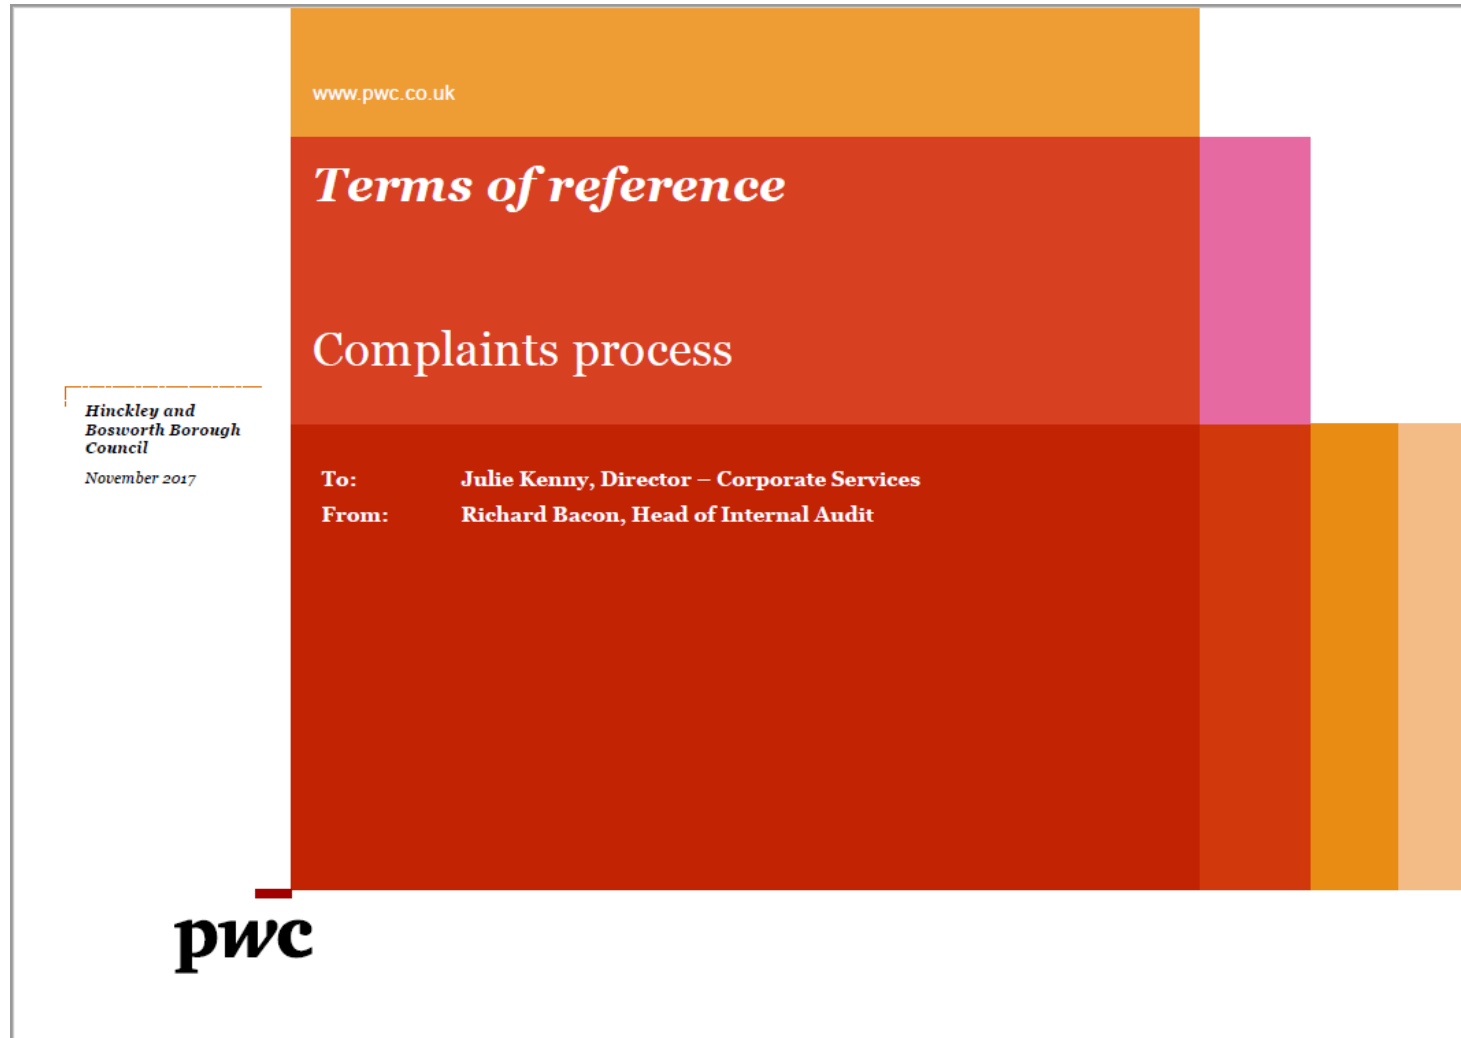 www.pwc.co.uk
Terms of reference
Complaints process
Hinckley and
Bosworth Borough
Council
November 2017
To: Julie Kenny, Director – Corporate Services
From: Richard Bacon, Head of Internal Audit
pwc